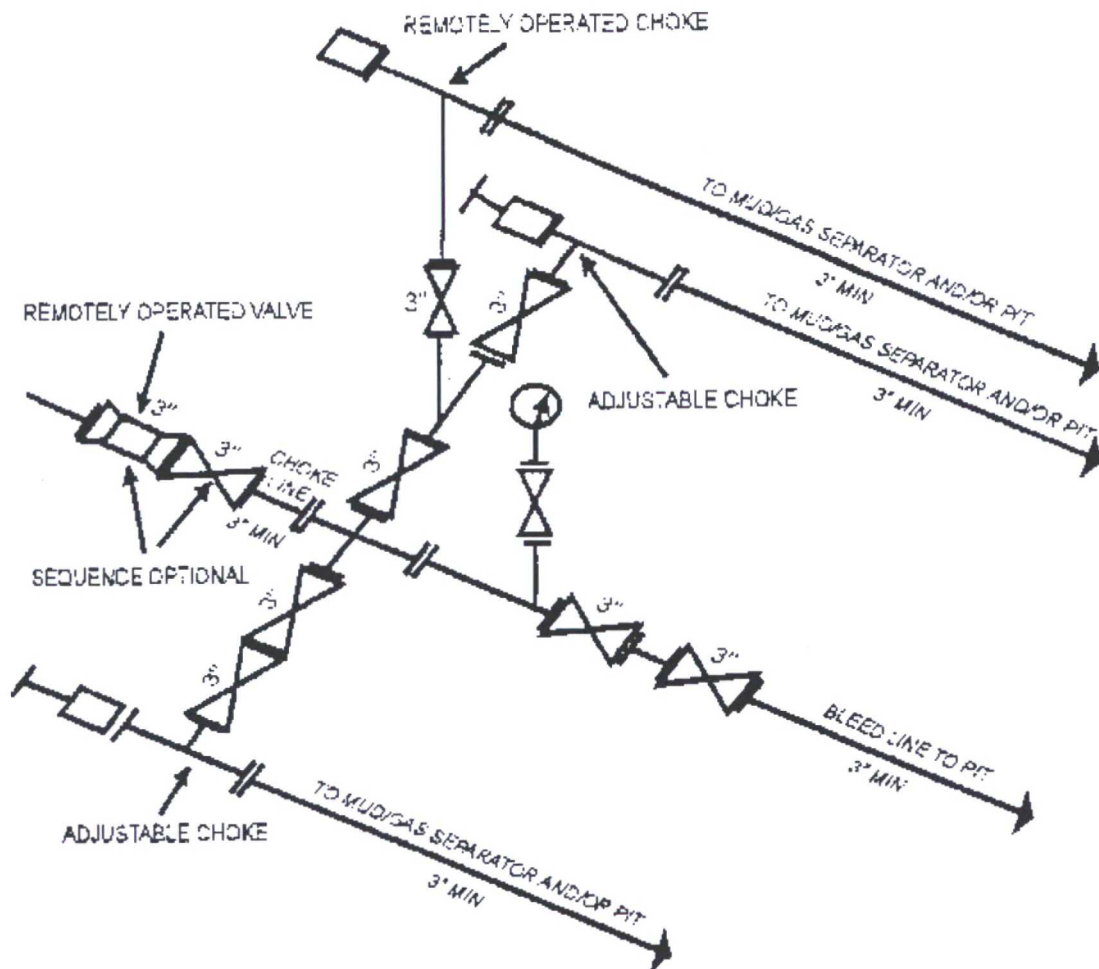 REMOTELY OPERATED CHOKE
TO MUD/GAS SEPARATOR AND/OR PIT
3" MIN
TO MUD/GAS SEPARATOR AND/OR PIT
3" MIN
3"
3"
REMOTELY OPERATED VALVE
ADJUSTABLE CHOKE
3"
3"
CHOKE
LINE
3" MIN
3"
SEQUENCE OPTIONAL
3"
3"
3"
3"
BLEED LINE TO PIT
3" MIN
ADJUSTABLE CHOKE
TO MUD/GAS SEPARATOR AND/OR PIT
3" MIN